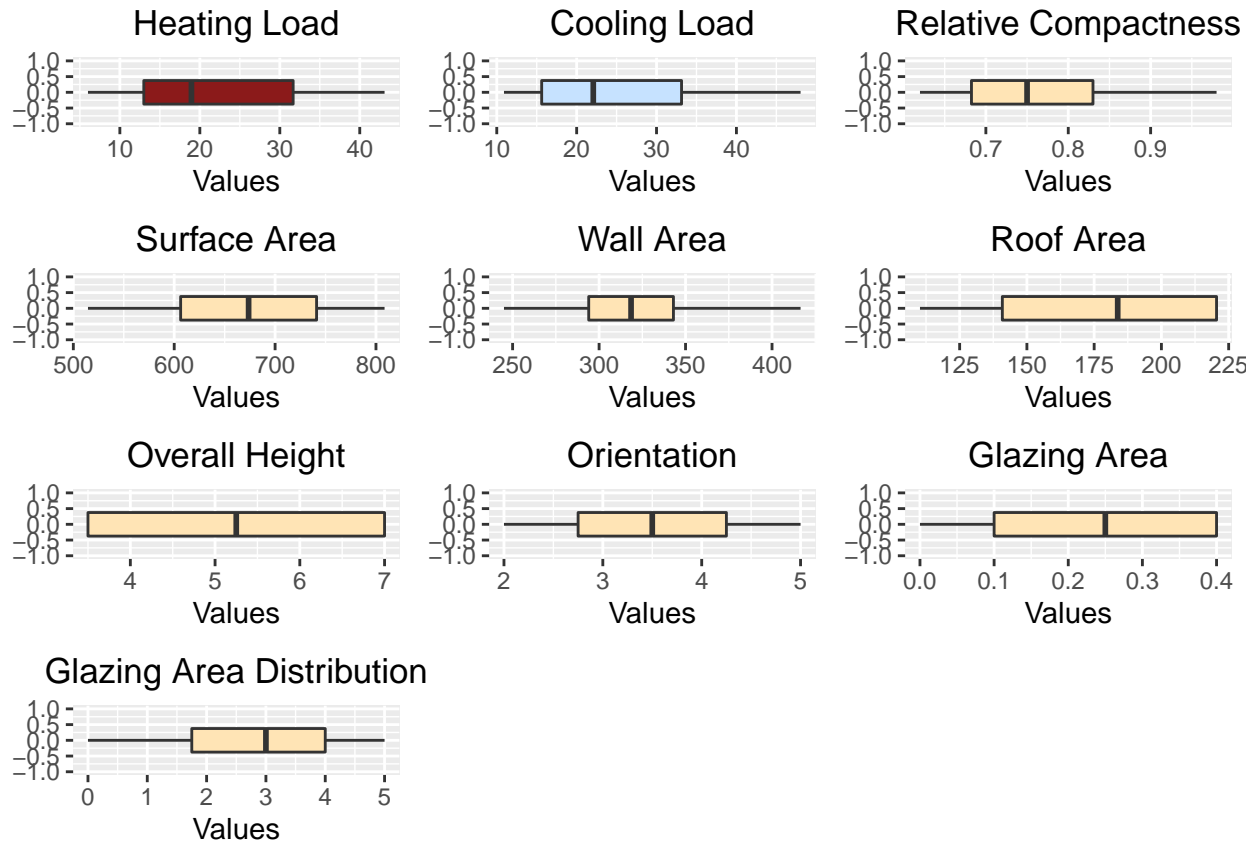 Heating Load
1.0
0.5
0.0
−0.5
−1.0
10 20 30 40
Values
Cooling Load
1.0
0.5
0.0
−0.5
−1.0
10 20 30 40
Values
Relative Compactness
1.0
0.5
0.0
−0.5
−1.0
0.7 0.8 0.9
Values
Surface Area
1.0
0.5
0.0
−0.5
−1.0
500 600 700 800
Values
Wall Area
1.0
0.5
0.0
−0.5
−1.0
250 300 350 400
Values
Roof Area
1.0
0.5
0.0
−0.5
−1.0
125 150 175 200 225
Values
Overall Height
1.0
0.5
0.0
−0.5
−1.0
4 5 6 7
Values
Orientation
1.0
0.5
0.0
−0.5
−1.0
2 3 4 5
Values
Glazing Area
1.0
0.5
0.0
−0.5
−1.0
0.0 0.1 0.2 0.3 0.4
Values
Glazing Area Distribution
1.0
0.5
0.0
−0.5
−1.0
0 1 2 3 4 5
Values